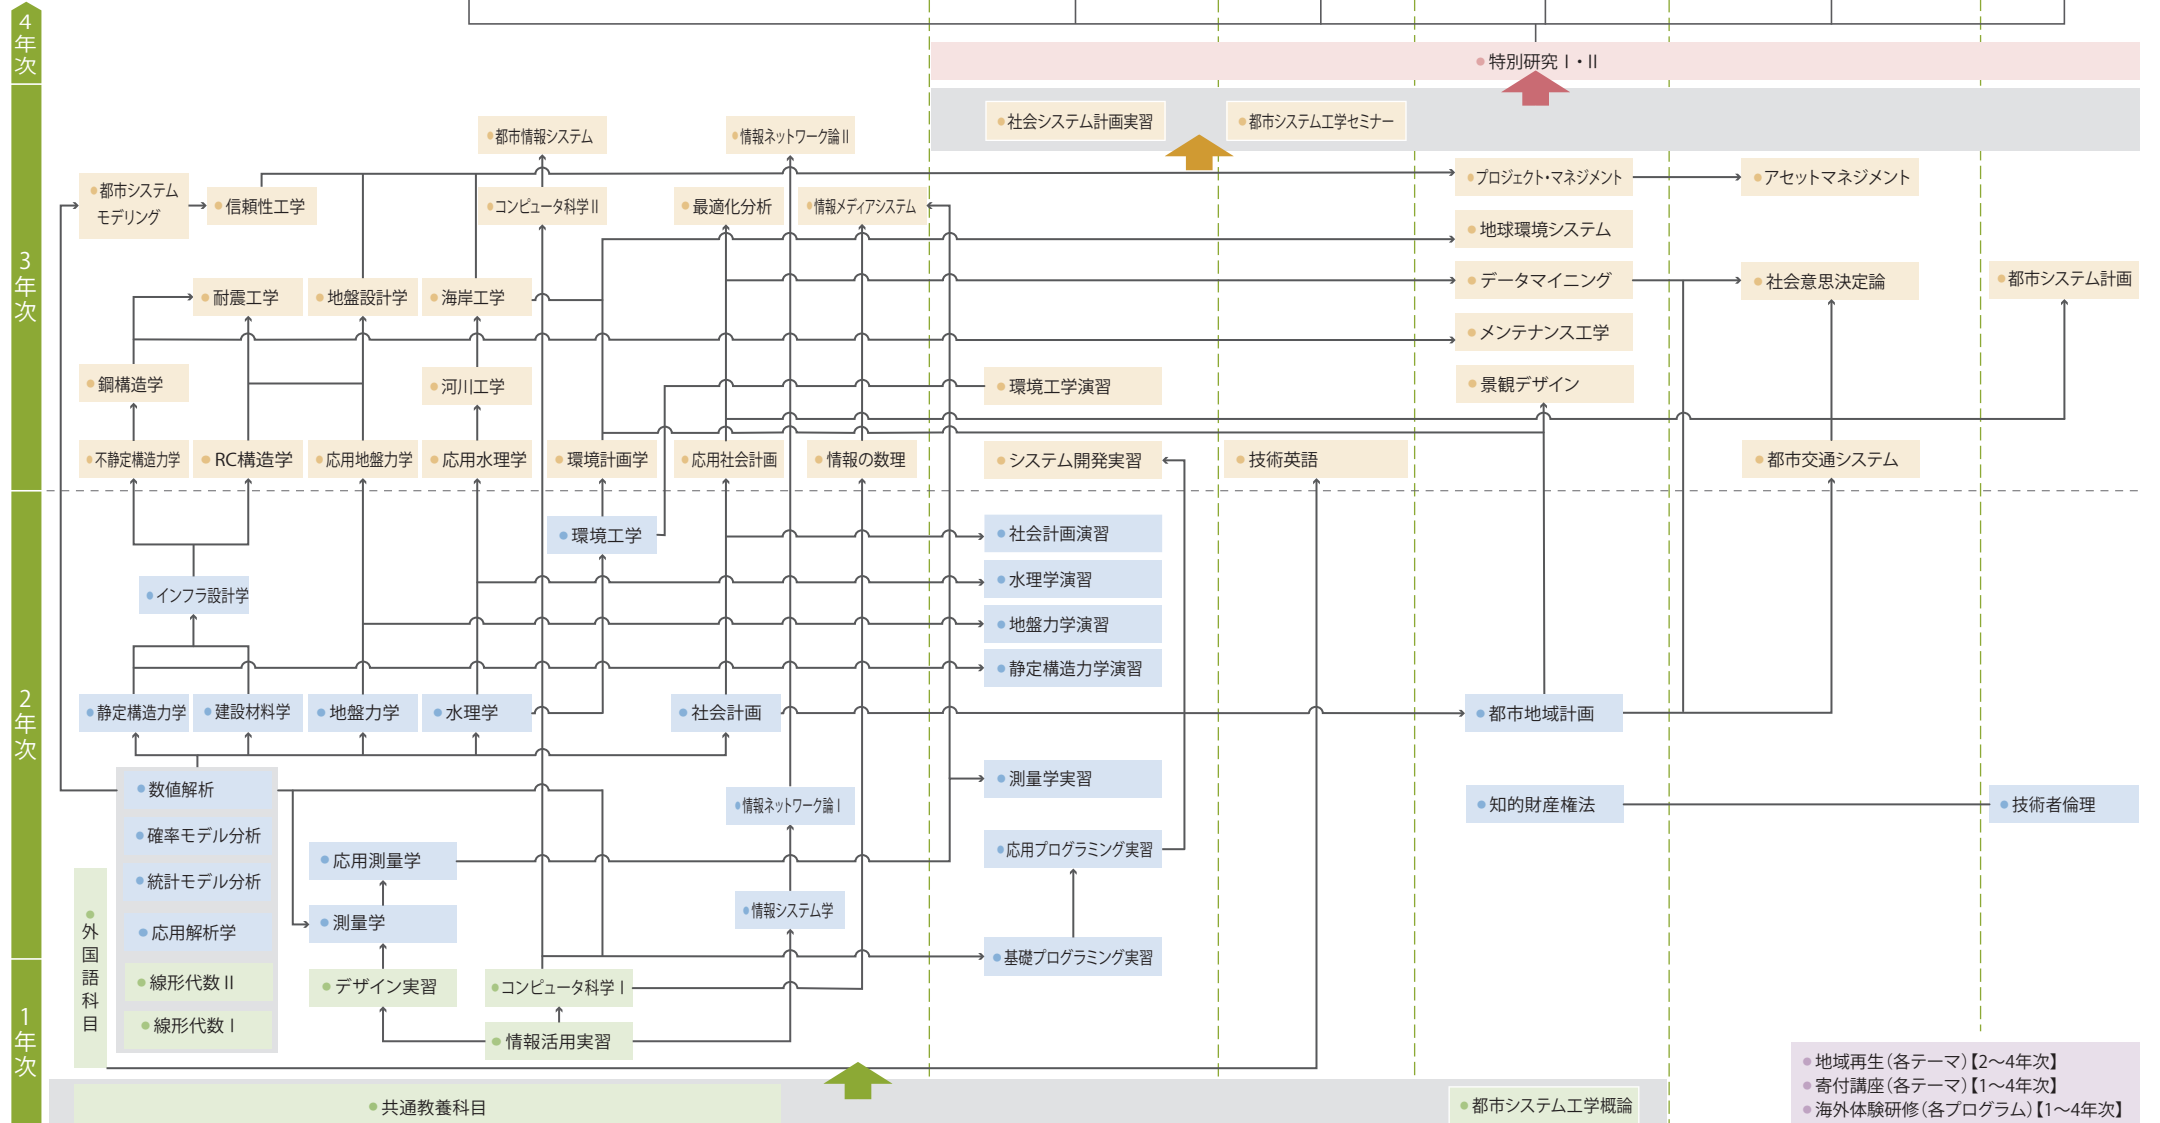 4年次
特別研究Ⅰ・Ⅱ
3年次
社会システム計画実習
都市システム工学セミナー
都市情報システム
情報ネットワーク論Ⅱ
都市システム
モデリング
信頼性工学
コンピュータ科学Ⅱ
最適化分析
情報メディアシステム
プロジェクト・マネジメント
アセットマネジメント
地球環境システム
耐震工学
地盤設計学
海岸工学
データマイニング
社会意思決定論
都市システム計画
メンテナンス工学
鋼構造学
河川工学
環境工学演習
景観デザイン
不静定構造力学
RC構造学
応用地盤力学
応用水理学
環境計画学
応用社会計画
情報の数理
システム開発実習
技術英語
都市交通システム
2年次
環境工学
社会計画演習
水理学演習
インフラ設計学
地盤力学演習
静定構造力学演習
静定構造力学
建設材料学
地盤力学
水理学
社会計画
都市地域計画
数値解析
測量学実習
情報ネットワーク論Ⅰ
知的財産権法
技術者倫理
確率モデル分析
応用測量学
応用プログラミング実習
統計モデル分析
測量学
情報システム学
応用解析学
基礎プログラミング実習
外国語科目
1年次
線形代数Ⅱ
デザイン実習
コンピュータ科学Ⅰ
線形代数Ⅰ
情報活用実習
共通教養科目
都市システム工学概論
地域再生（各テーマ）【2〜4年次】
寄付講座（各テーマ）【1〜4年次】
海外体験研修（各プログラム）【1〜4年次】